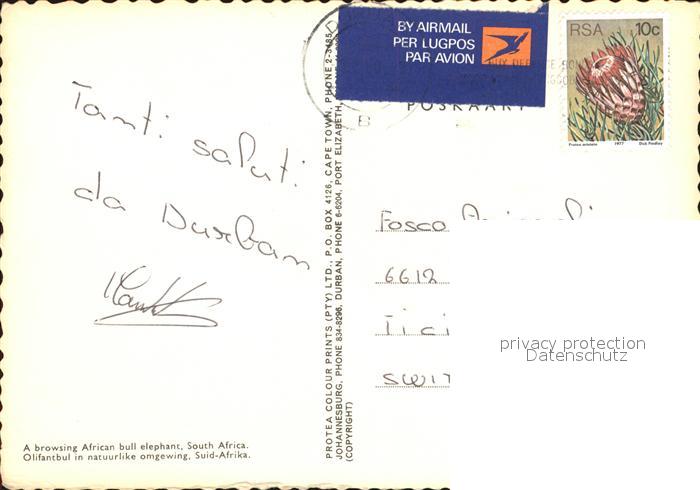 BY AIRMAIL
PER LUGPOS
PAR AVION
RSA 10c
Protea aristata 1977 Dick Findlay
POSKAART
B
Tanti saluti
da Durban
Fosco
6612
Tici
SWIT
privacy protection
Datenschutz
PROTEA COLOUR PRINTS (PTY) LTD., P.O. BOX 4126, CAPE TOWN, PHONE 2-3485
JOHANNESBURG, PHONE 834-8296, DURBAN, PHONE 6-6204, PORT ELIZABETH,
(COPYRIGHT)
A browsing African bull elephant, South Africa.
Olifantbul in natuurlike omgewing, Suid-Afrika.